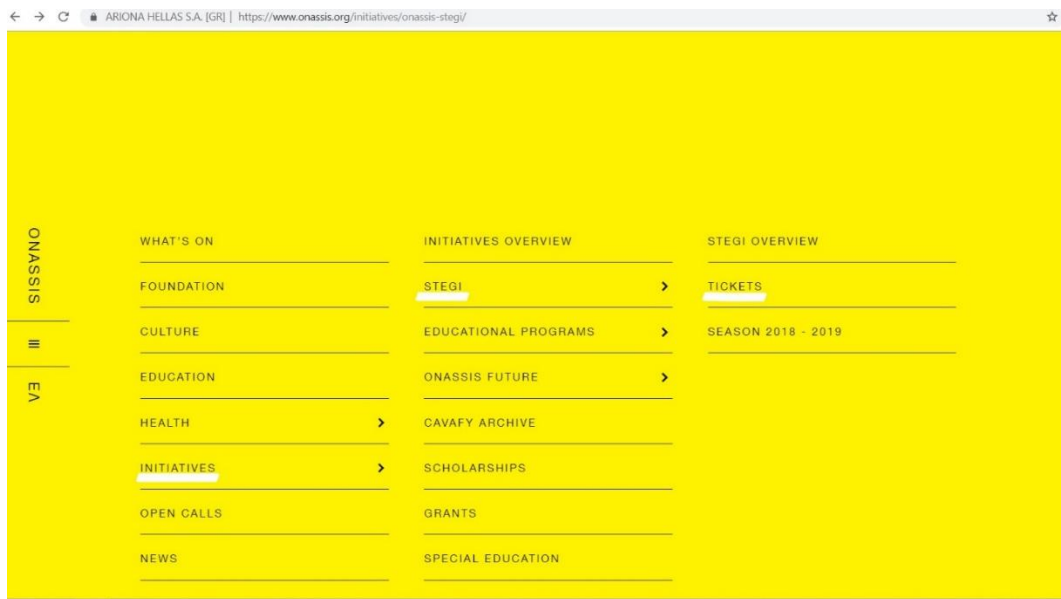 ARIONA HELLAS S.A. [GR] | https://www.onassis.org/initiatives/onassis-stegi/
ONASSIS
ΕΛ
WHAT'S ON
FOUNDATION
CULTURE
EDUCATION
HEALTH
INITIATIVES
OPEN CALLS
NEWS
INITIATIVES OVERVIEW
STEGI
EDUCATIONAL PROGRAMS
ONASSIS FUTURE
CAVAFY ARCHIVE
SCHOLARSHIPS
GRANTS
SPECIAL EDUCATION
STEGI OVERVIEW
TICKETS
SEASON 2018 - 2019